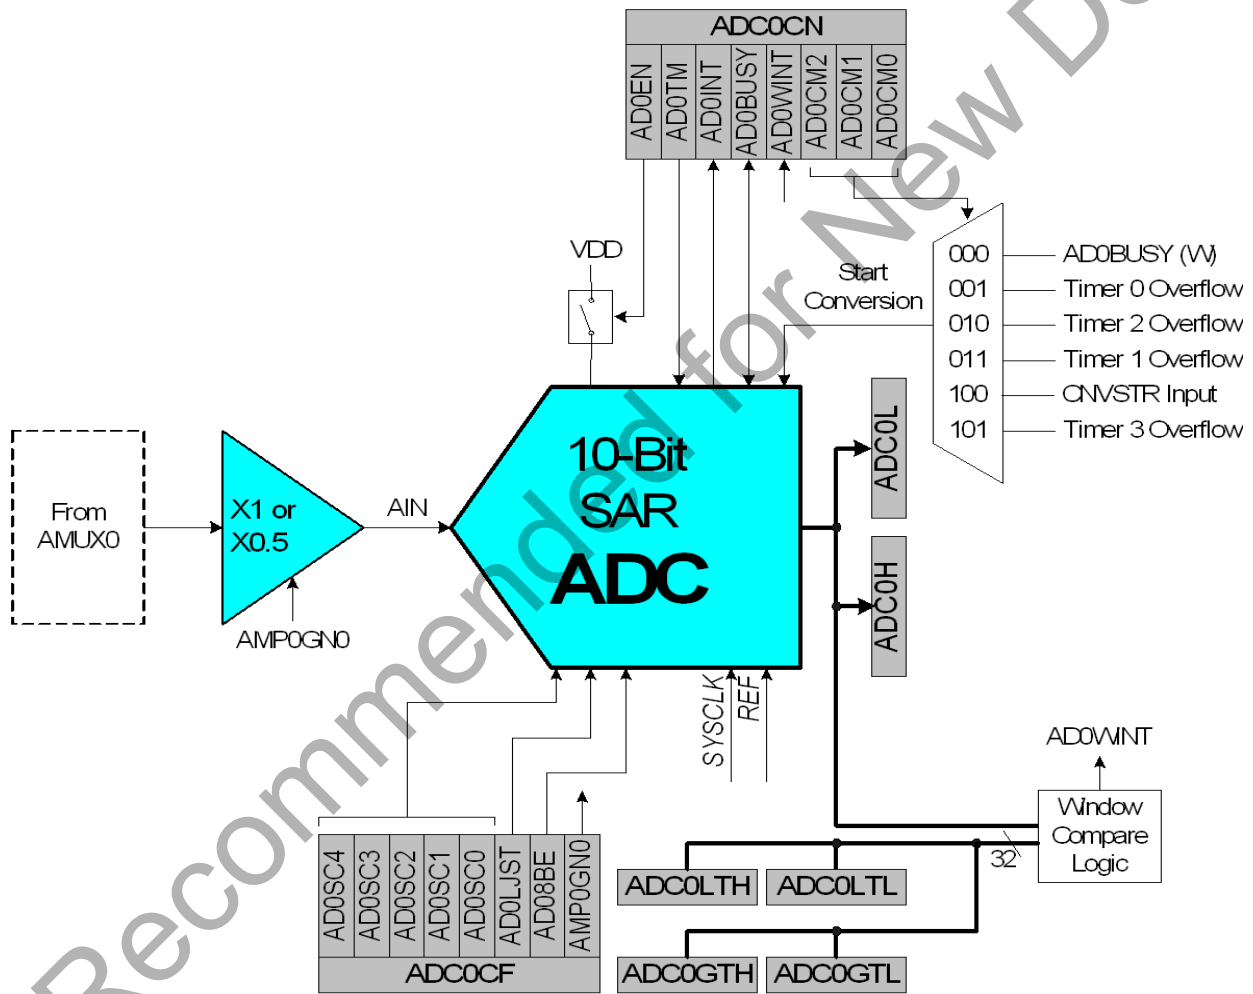 ADC0CN
AD0EN
AD0TM
AD0INT
AD0BUSY
AD0WINT
AD0CM2
AD0CM1
AD0CM0
VDD
Start
Conversion
000
AD0BUSY (W)
001
Timer 0 Overflow
010
Timer 2 Overflow
011
Timer 1 Overflow
100
CNVSTR Input
101
Timer 3 Overflow
From
AMUX0
X1 or
X0.5
AMP0GN0
AIN
10-Bit
SAR
ADC
ADC0L
ADC0H
SYSCLK
REF
AD0WINT
Window
Compare
Logic
32
AD0SC4
AD0SC3
AD0SC2
AD0SC1
AD0SC0
AD0LJST
AD08BE
AMP0GN0
ADC0CF
ADC0LTH
ADC0LTL
ADC0GTH
ADC0GTL
Recommended for New De